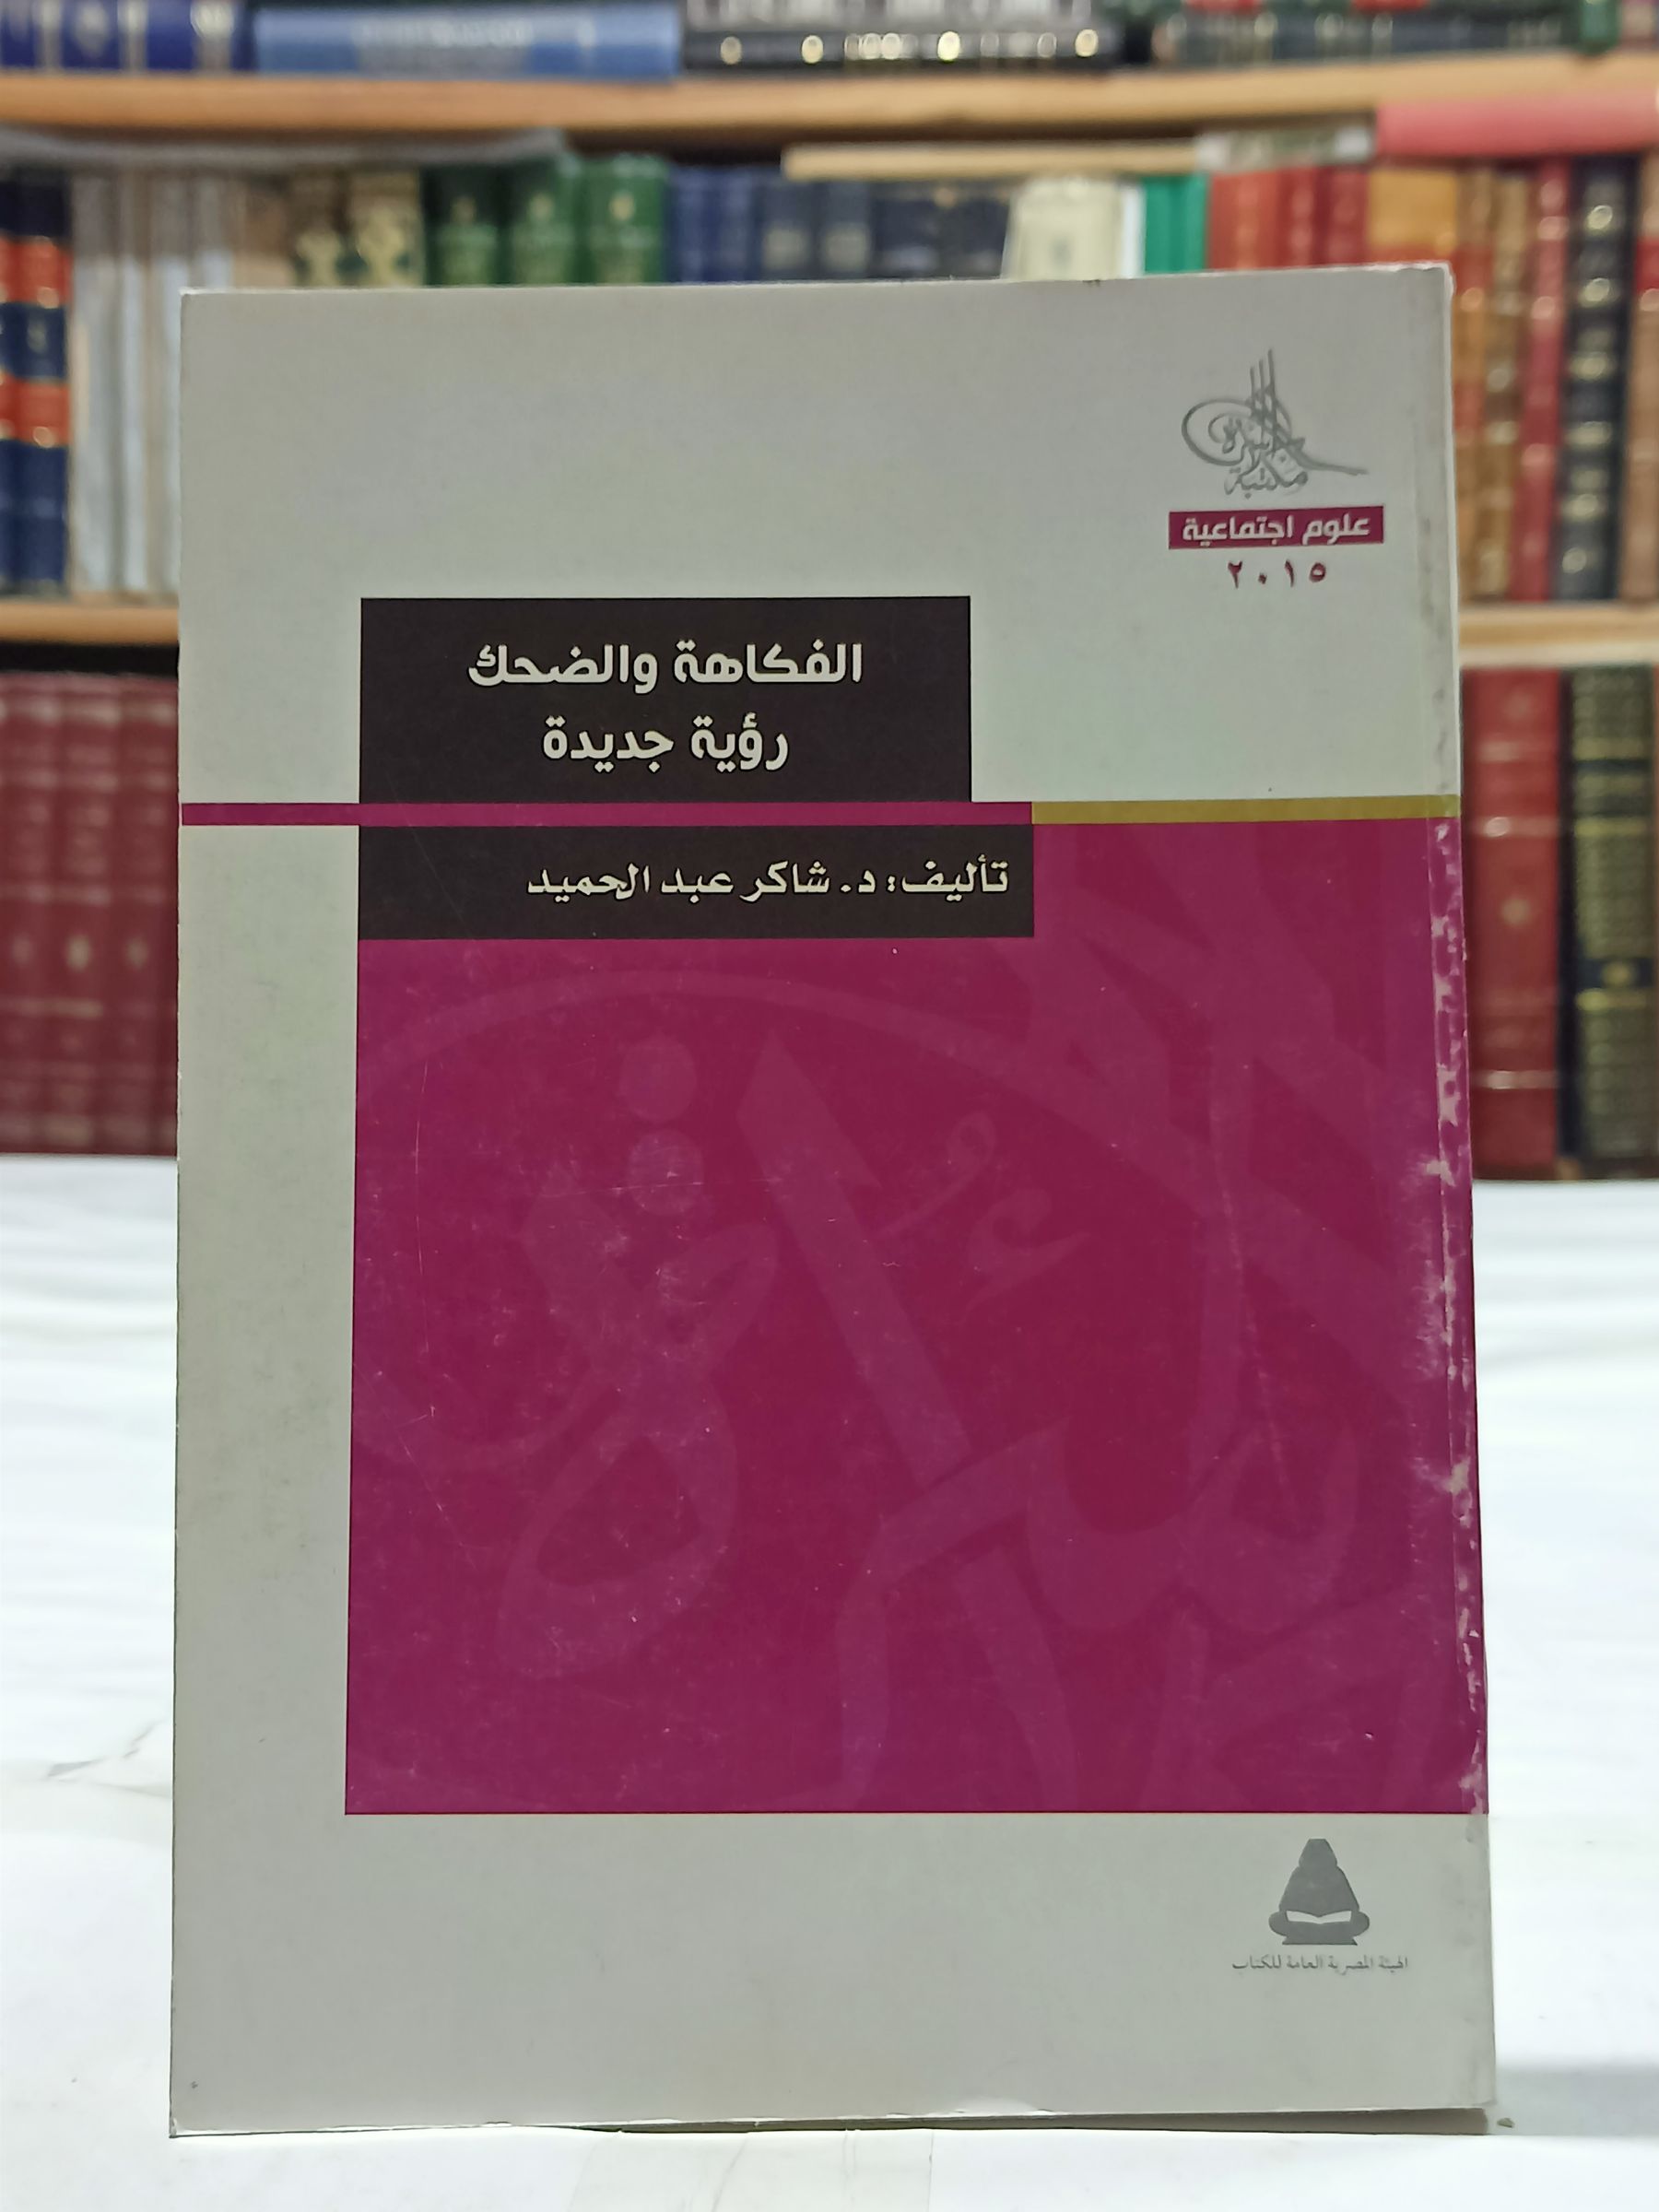 مكتبة الأسرة
علوم اجتماعية
٢٠١٥
الفكاهة والضحك
رؤية جديدة
تأليف: د. شاكر عبد الحميد
الهيئة المصرية العامة للكتاب